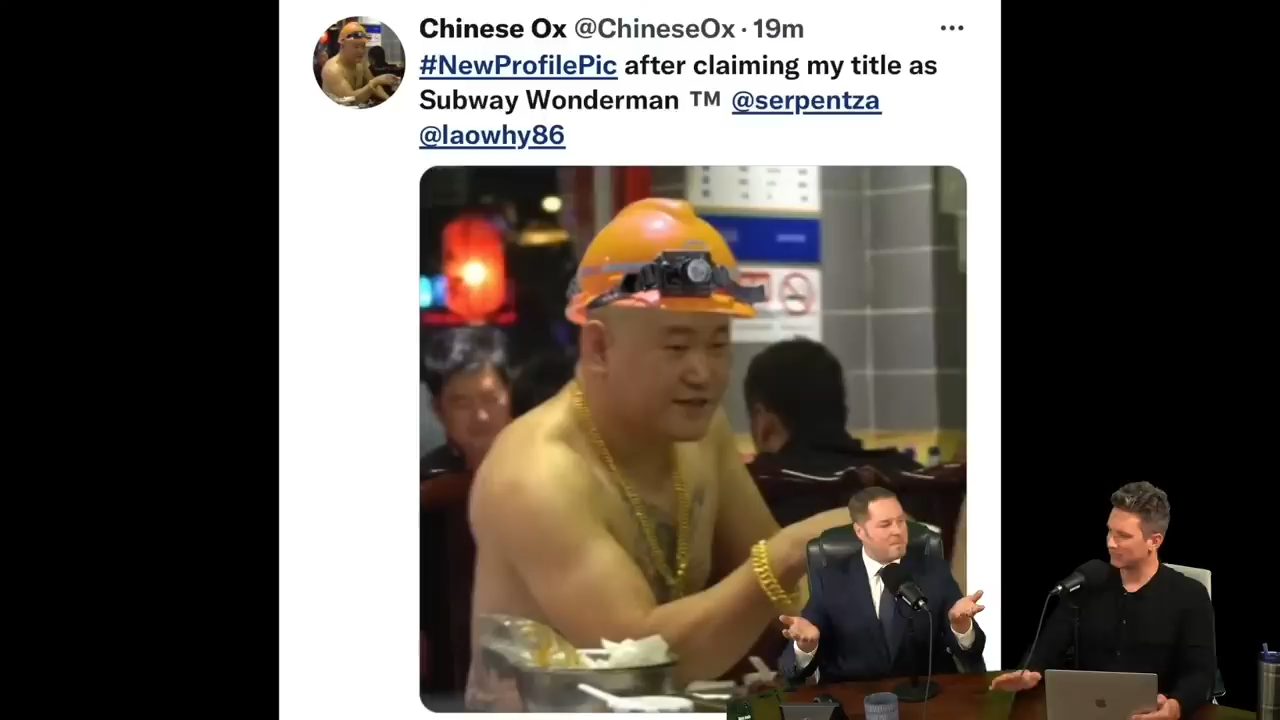 Chinese Ox @ChineseOx · 19m
#NewProfilePic after claiming my title as
Subway Wonderman ™ @serpentza
@laowhy86